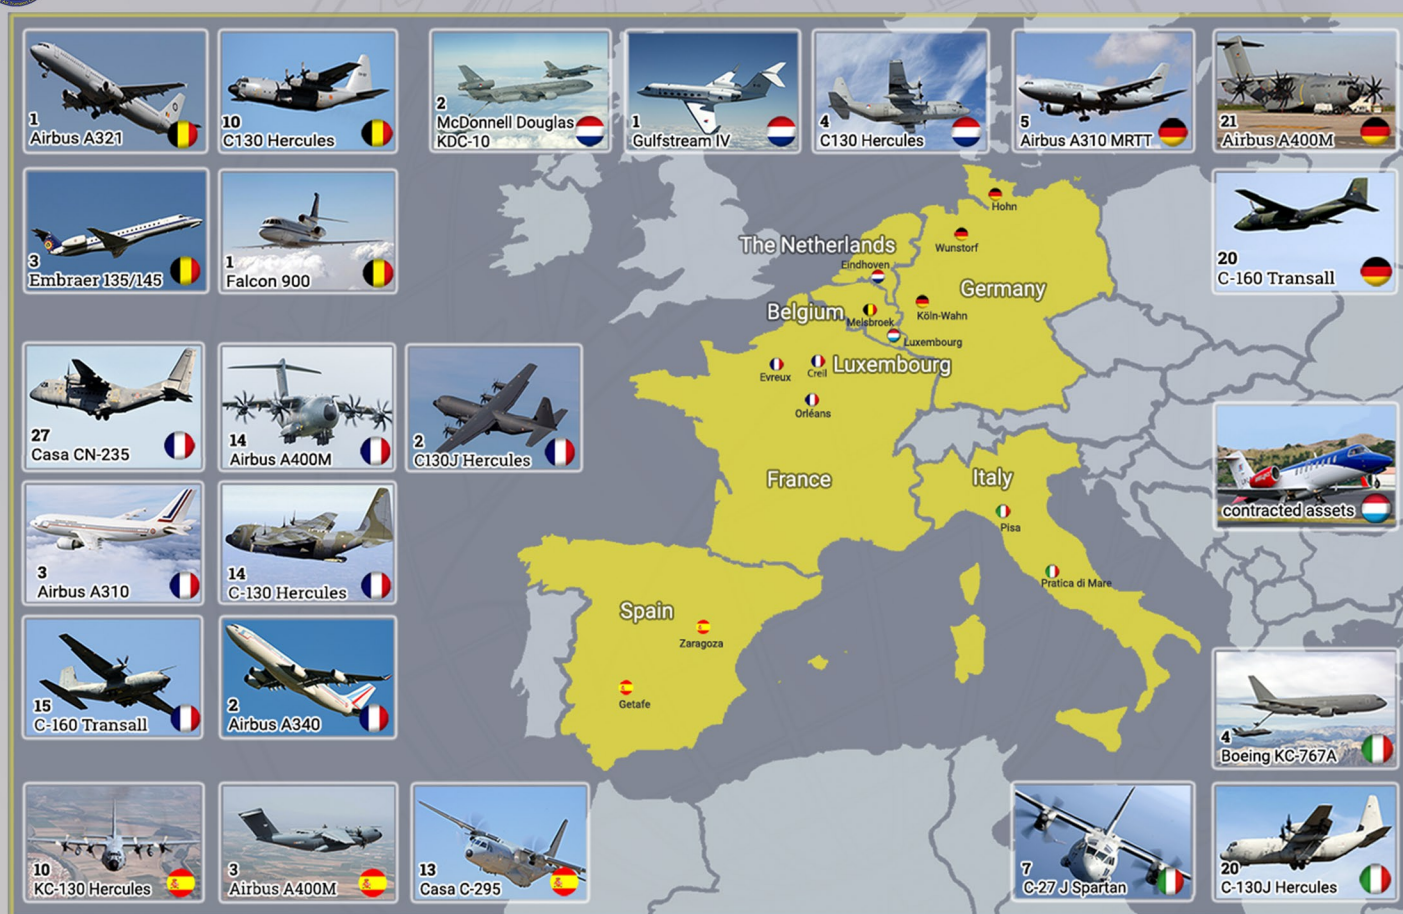 1
Airbus A321
10
C130 Hercules
2
McDonnell Douglas
KDC-10
1
Gulfstream IV
4
C130 Hercules
5
Airbus A310 MRTT
21
Airbus A400M
3
Embraer 135/145
1
Falcon 900
20
C-160 Transall
Hohn
Wunstorf
The Netherlands
Eindhoven
Germany
Belgium
Melsbroek
Köln-Wahn
Luxembourg
Luxembourg
Evreux
Creil
Orléans
27
Casa CN-235
14
Airbus A400M
2
C130J Hercules
France
Italy
Pisa
contracted assets
3
Airbus A310
14
C-130 Hercules
Pratica di Mare
Spain
Zaragoza
Getafe
15
C-160 Transall
2
Airbus A340
4
Boeing KC-767A
10
KC-130 Hercules
3
Airbus A400M
13
Casa C-295
7
C-27 J Spartan
20
C-130J Hercules